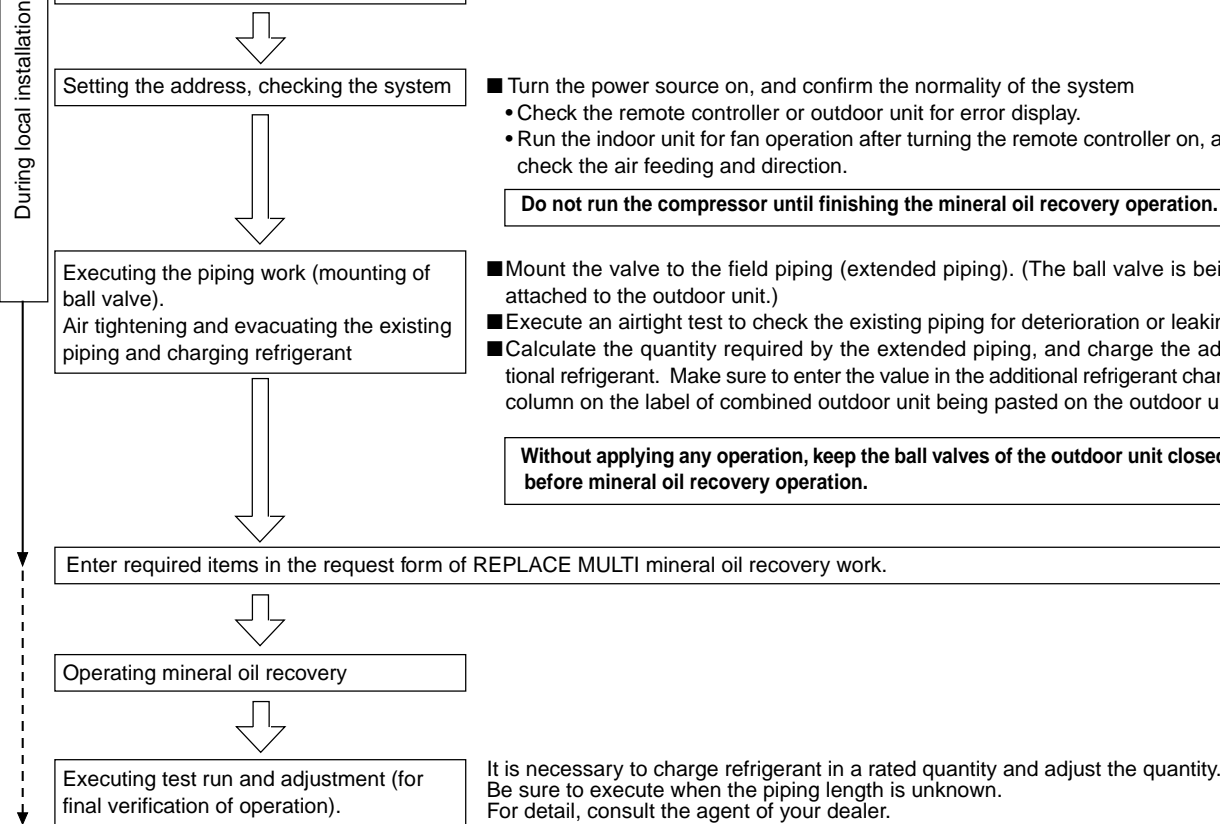 During local installation
Setting the address, checking the system
■ Turn the power source on, and confirm the normality of the system
• Check the remote controller or outdoor unit for error display.
• Run the indoor unit for fan operation after turning the remote controller on,
check the air feeding and direction.
Do not run the compressor until finishing the mineral oil recovery operation.
Executing the piping work (mounting of
ball valve).
Air tightening and evacuating the existing
piping and charging refrigerant
■ Mount the valve to the field piping (extended piping). (The ball valve is
attached to the outdoor unit.)
■ Execute an airtight test to check the existing piping for deterioration or
■ Calculate the quantity required by the extended piping, and charge the
tional refrigerant. Make sure to enter the value in the additional refrigerant
column on the label of combined outdoor unit being pasted on the outdoor
Without applying any operation, keep the ball valves of the outdoor unit closed
before mineral oil recovery operation.
Enter required items in the request form of REPLACE MULTI mineral oil recovery work.
Operating mineral oil recovery
Executing test run and adjustment (for
final verification of operation).
It is necessary to charge refrigerant in a rated quantity and adjust the quantity.
Be sure to execute when the piping length is unknown.
For detail, consult the agent of your dealer.